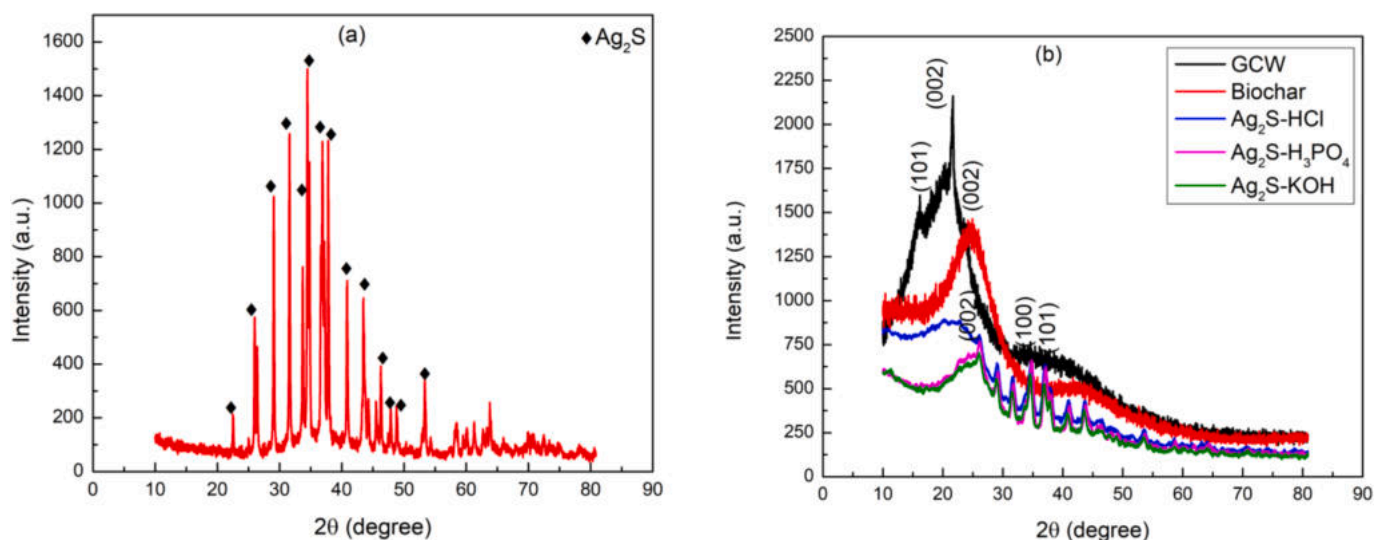 (a)
◆Ag₂S
1600
1400
1200
1000
800
600
400
200
0
Intensity (a.u.)
0 10 20 30 40 50 60 70 80 90
2θ (degree)
(b)
GCW
Biochar
Ag₂S-HCl
Ag₂S-H₃PO₄
Ag₂S-KOH
2500
2250
2000
1750
1500
1250
1000
750
500
250
0
Intensity (a.u.)
(002)
(101)
(002)
(002)
(100)
(101)
0 10 20 30 40 50 60 70 80 90
2θ (degree)